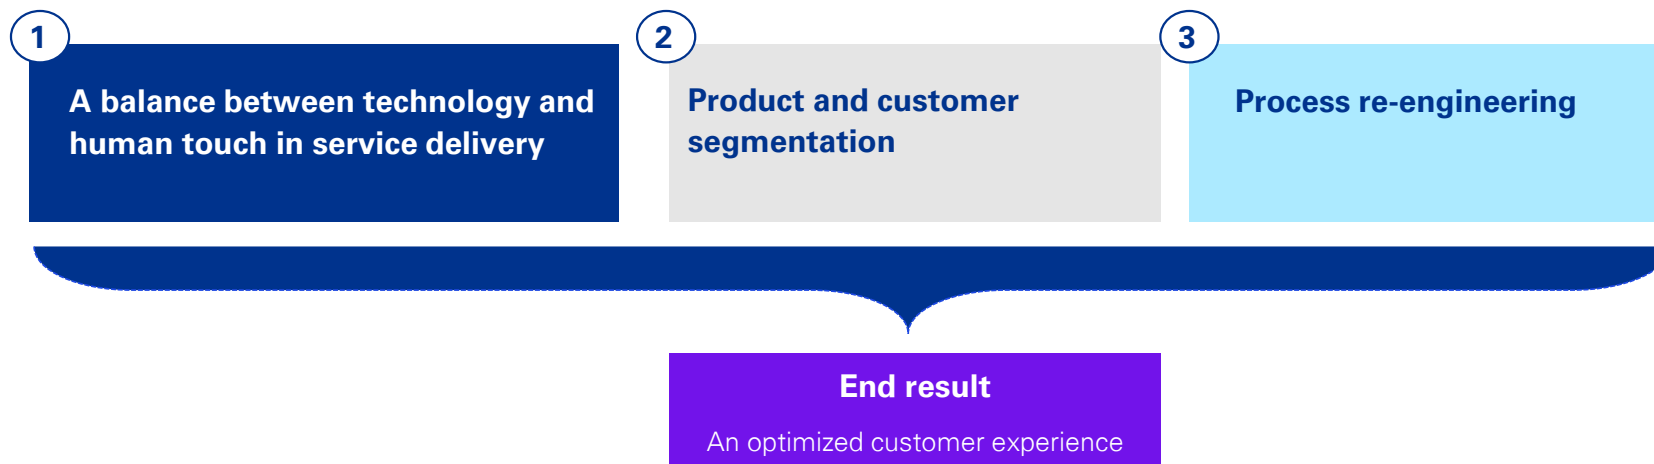 1
A balance between technology and
human touch in service delivery
2
Product and customer
segmentation
3
Process re-engineering
End result
An optimized customer experience